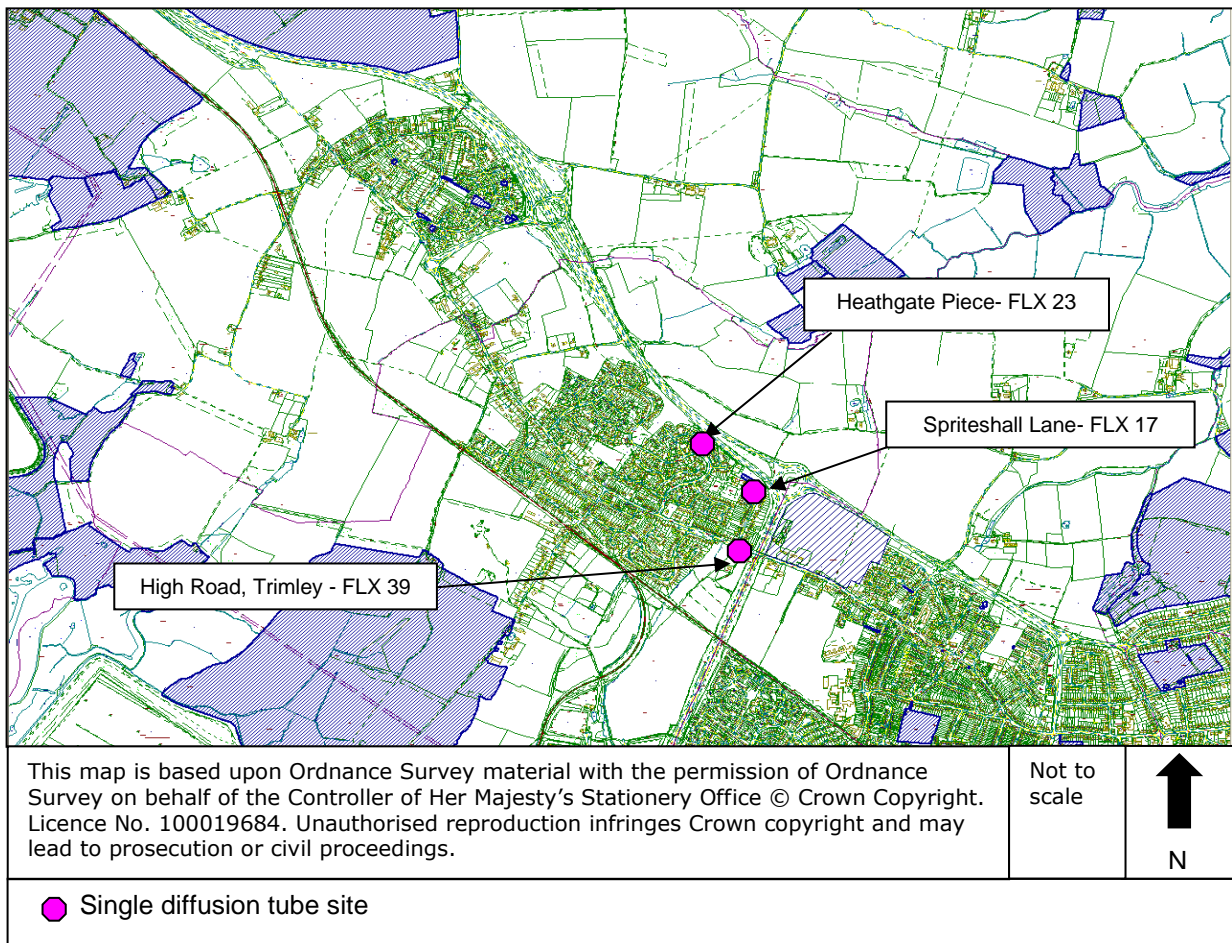 Heathgate Piece- FLX 23
Spriteshall Lane- FLX 17
High Road, Trimley - FLX 39
This map is based upon Ordnance Survey material with the permission of Ordnance
Survey on behalf of the Controller of Her Majesty's Stationery Office © Crown Copyright.
Licence No. 100019684. Unauthorised reproduction infringes Crown copyright and may
lead to prosecution or civil proceedings.
Not to
scale
N
Single diffusion tube site